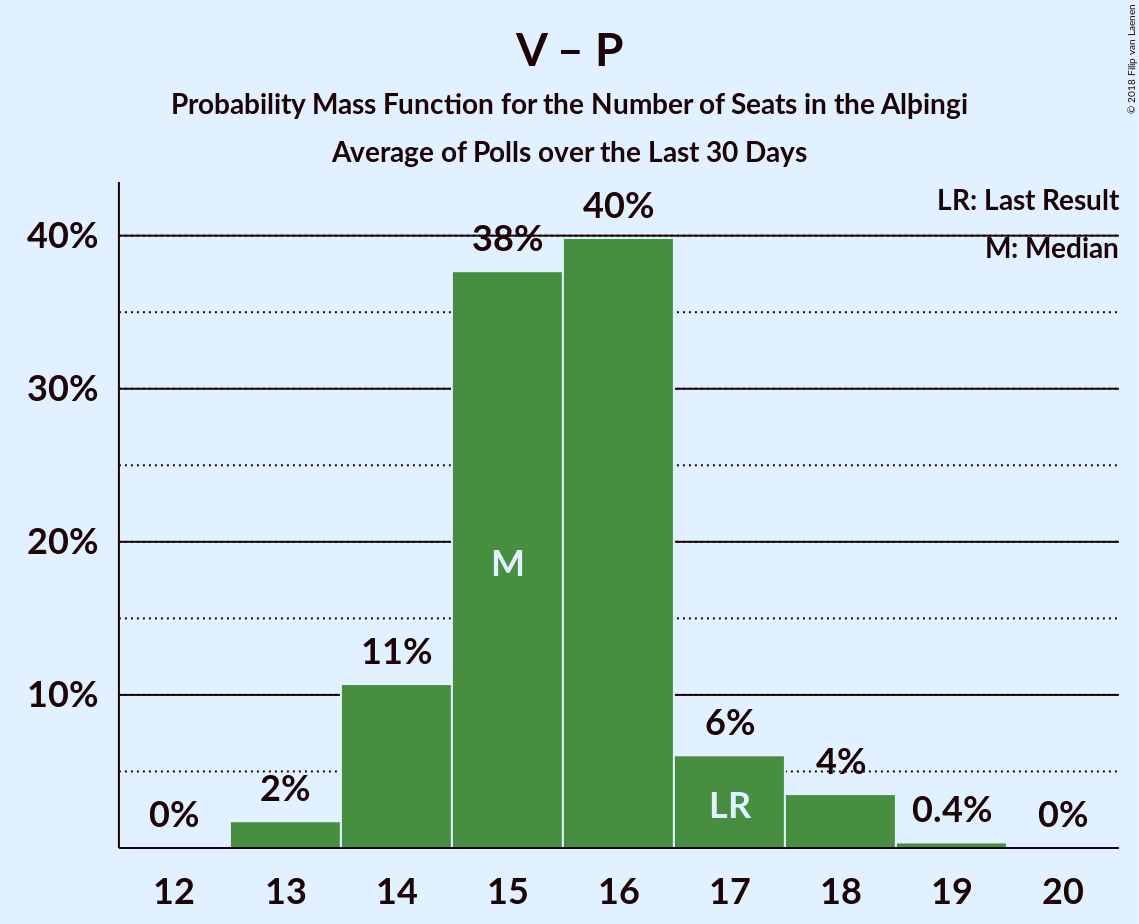 V – P
Probability Mass Function for the Number of Seats in the Alþingi
Average of Polls over the Last 30 Days
© 2018 Filip van Laenen
LR: Last Result
M: Median
40%
30%
20%
10%
0%
2%
11%
38%
40%
6%
4%
0.4%
0%
M
LR
12 13 14 15 16 17 18 19 20